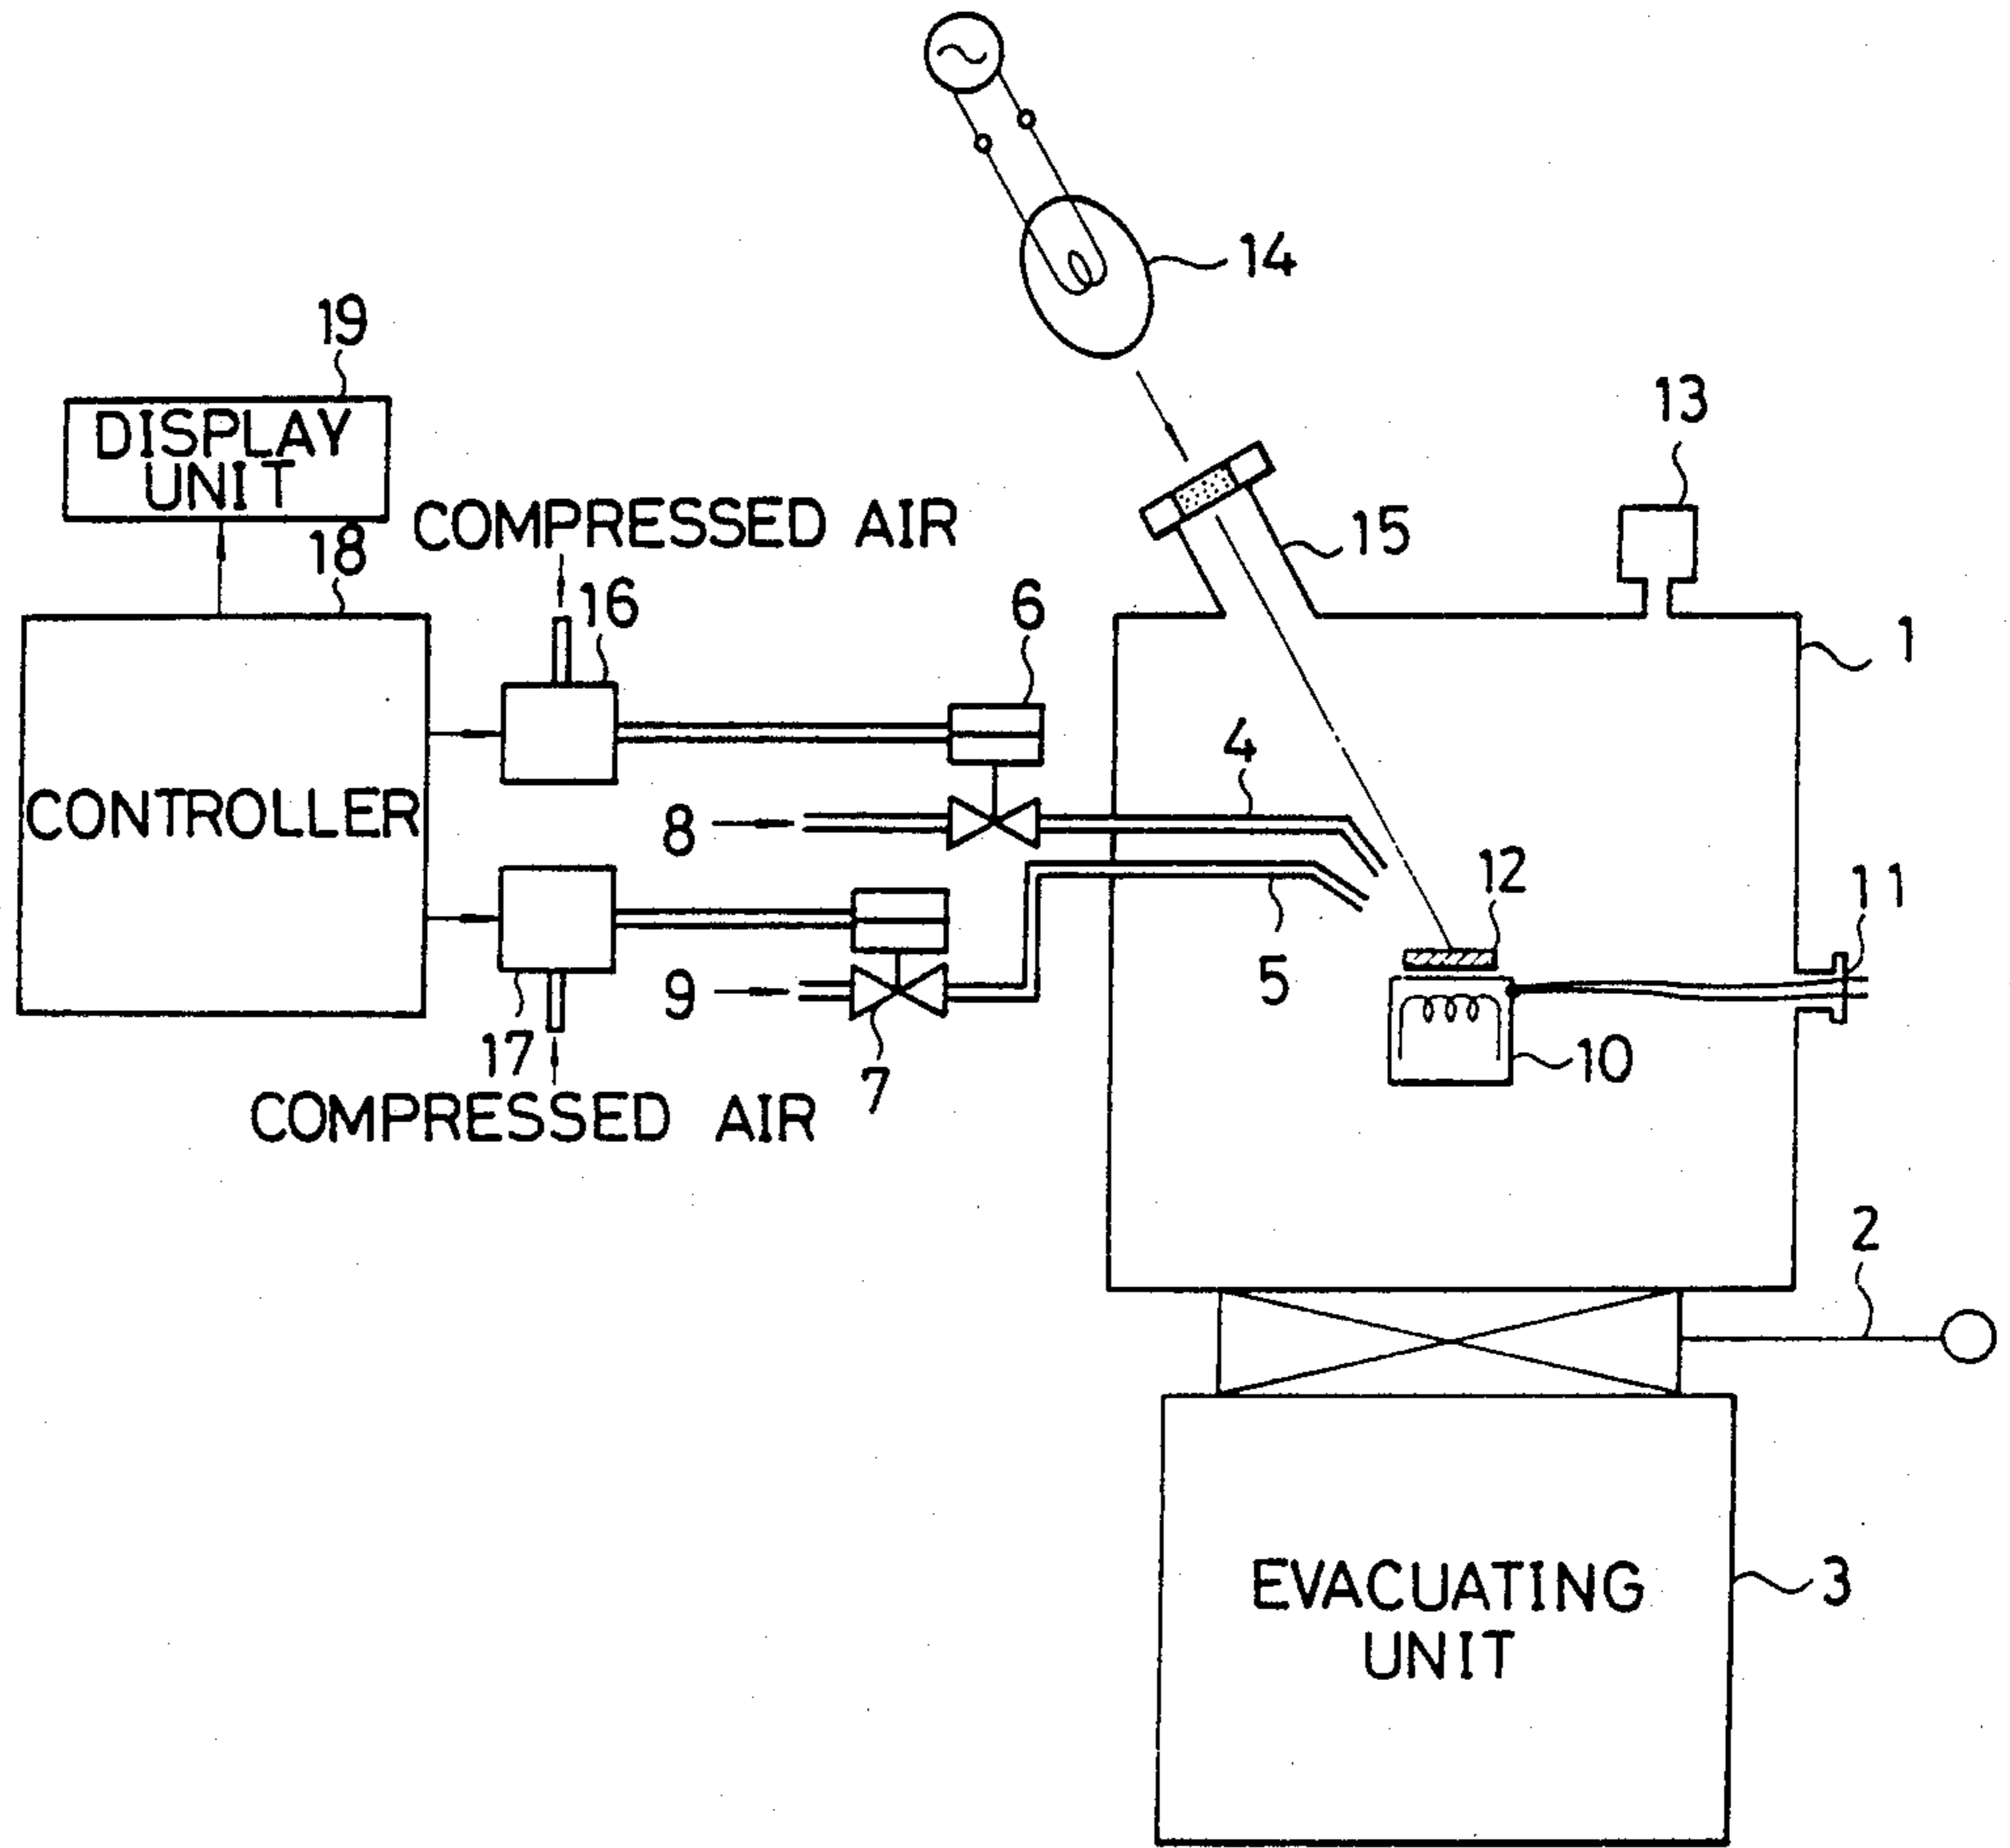 14
19
13
DISPLAY
UNIT
COMPRESSED AIR
15
18
16
6
1
4
CONTROLLER
8
12
11
5
9
17
10
7
COMPRESSED AIR
2
EVACUATING
UNIT
3